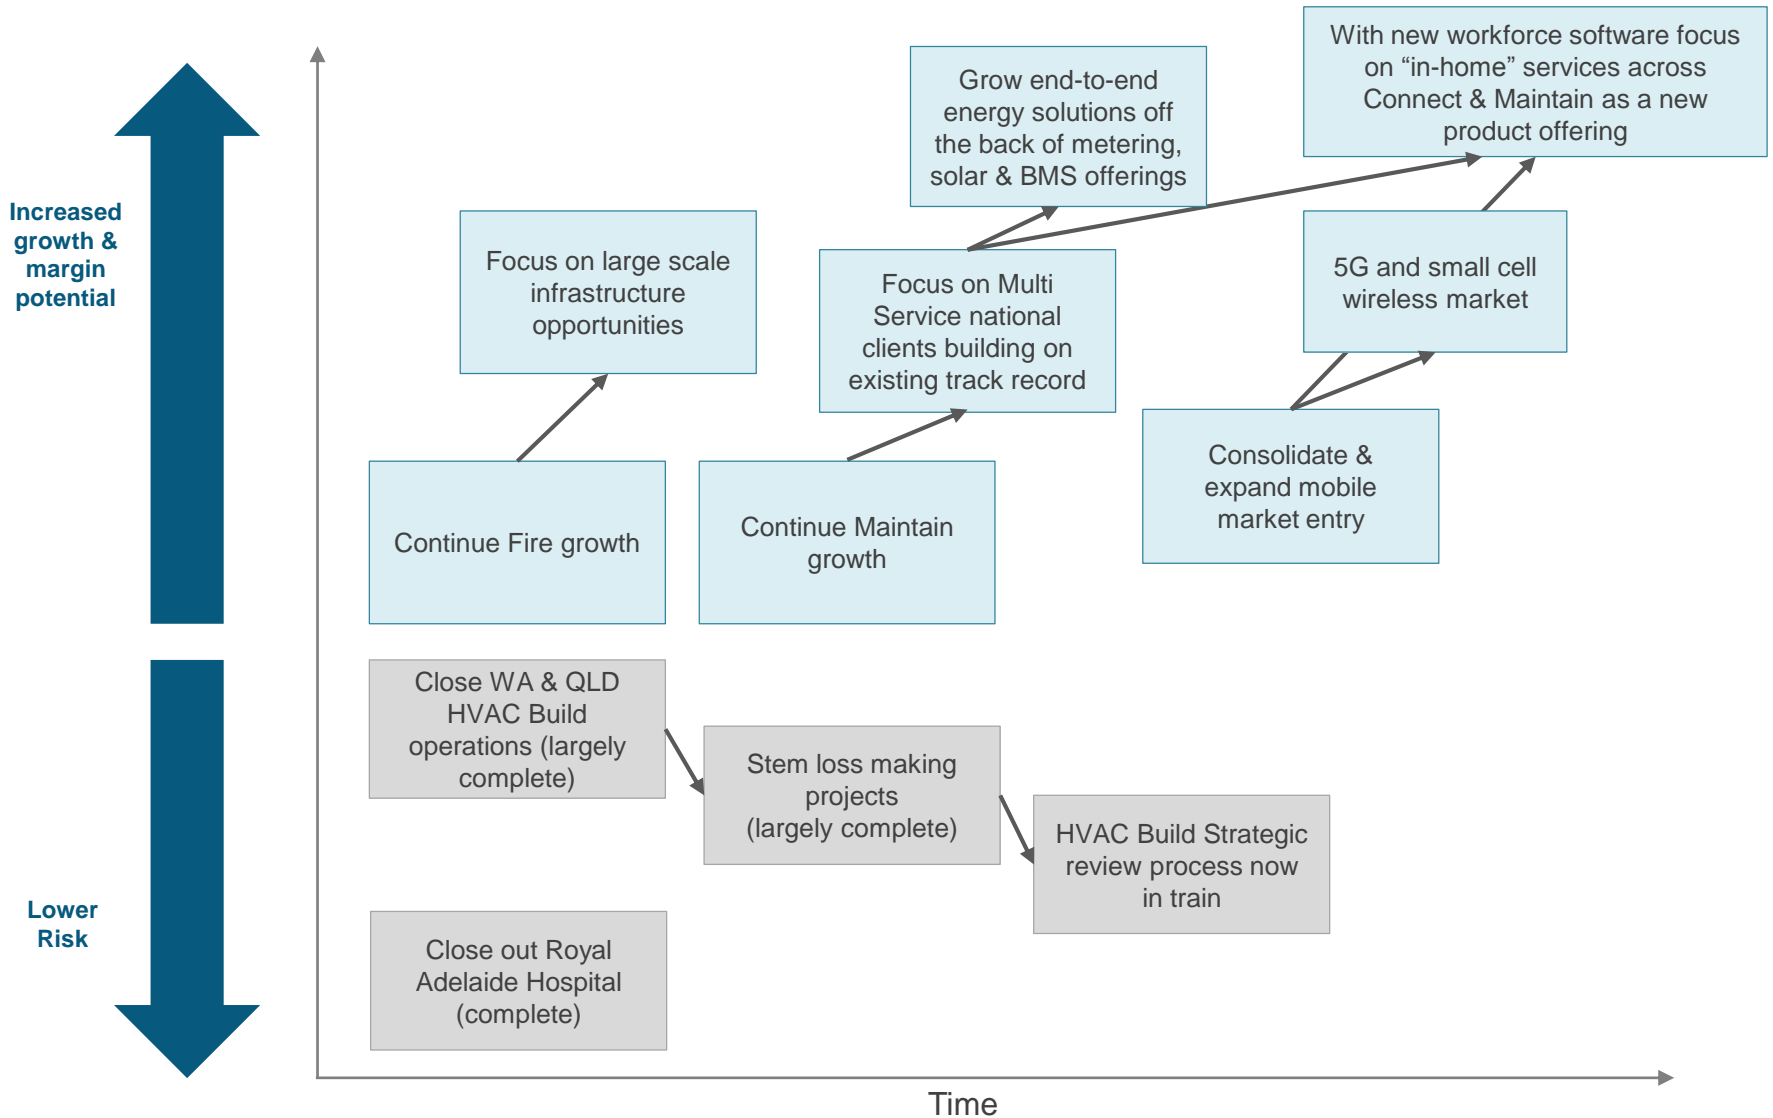 With new workforce software focus
on “in-home” services across
Connect & Maintain as a new
product offering
Grow end-to-end
energy solutions off
the back of metering,
solar & BMS offerings
Increased
growth &
margin
potential
Focus on large scale
infrastructure
opportunities
Focus on Multi
Service national
clients building on
existing track record
5G and small cell
wireless market
Continue Fire growth
Continue Maintain
growth
Consolidate &
expand mobile
market entry
Close WA & QLD
HVAC Build
operations (largely
complete)
Stem loss making
projects
(largely complete)
HVAC Build Strategic
review process now
in train
Lower
Risk
Close out Royal
Adelaide Hospital
(complete)
Time